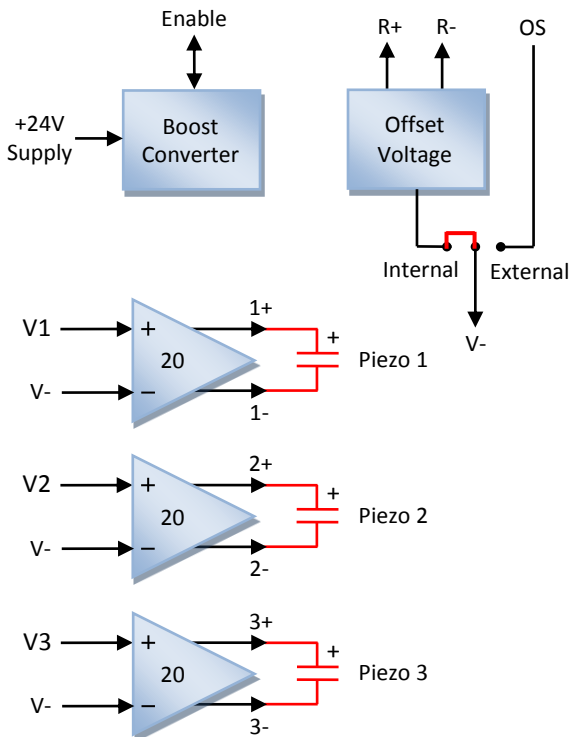 Enable
R+
R-
OS
+24V
Supply
Boost
Converter
Offset
Voltage
Internal
External
V-
V1
V-
+
−
20
1+
1-
+
Piezo 1
V2
V-
+
−
20
2+
2-
+
Piezo 2
V3
V-
+
−
20
3+
3-
+
Piezo 3